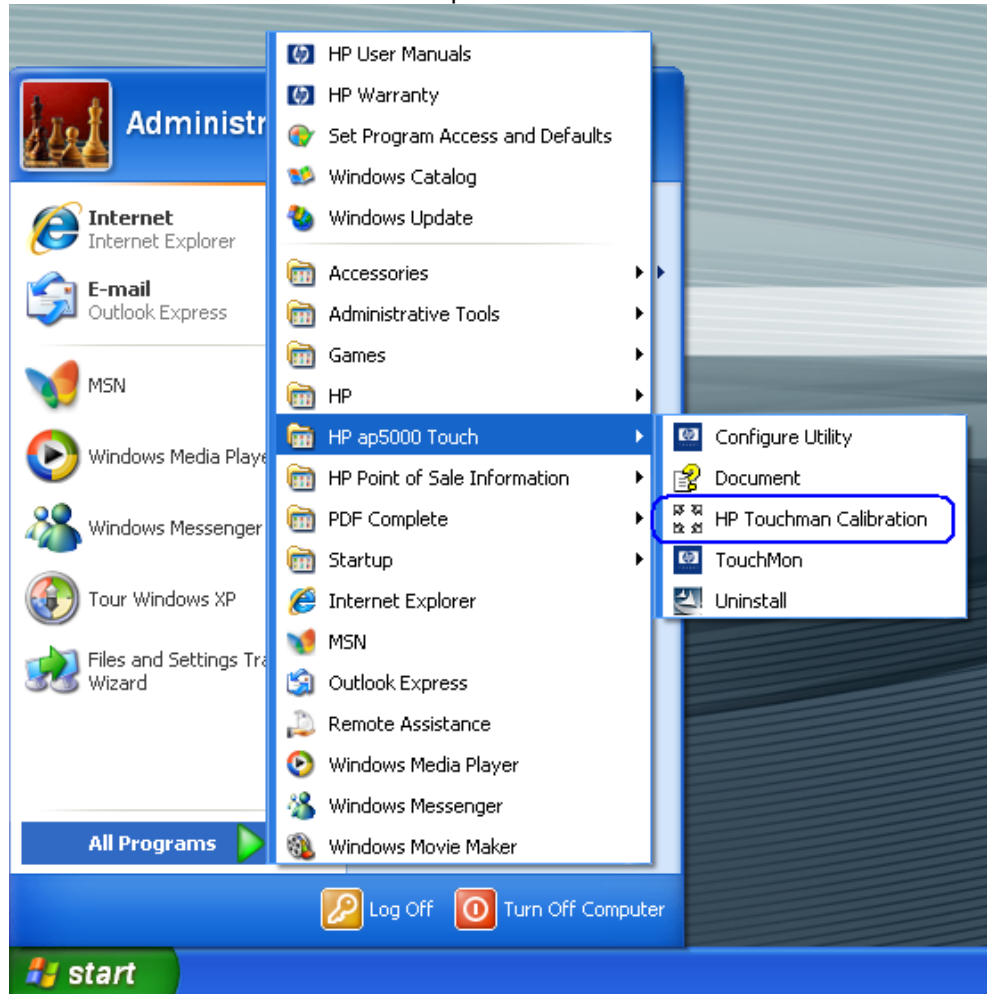 Administr
Internet
Internet Explorer
E-mail
Outlook Express
MSN
Windows Media Playe
Windows Messenger
Tour Windows XP
Files and Settings Tra
Wizard
All Programs
HP User Manuals
HP Warranty
Set Program Access and Defaults
Windows Catalog
Windows Update
Accessories
Administrative Tools
Games
HP
HP ap5000 Touch
HP Point of Sale Information
PDF Complete
Startup
Internet Explorer
MSN
Outlook Express
Remote Assistance
Windows Media Player
Windows Messenger
Windows Movie Maker
Configure Utility
Document
HP Touchman Calibration
TouchMon
Uninstall
Log Off
Turn Off Computer
start